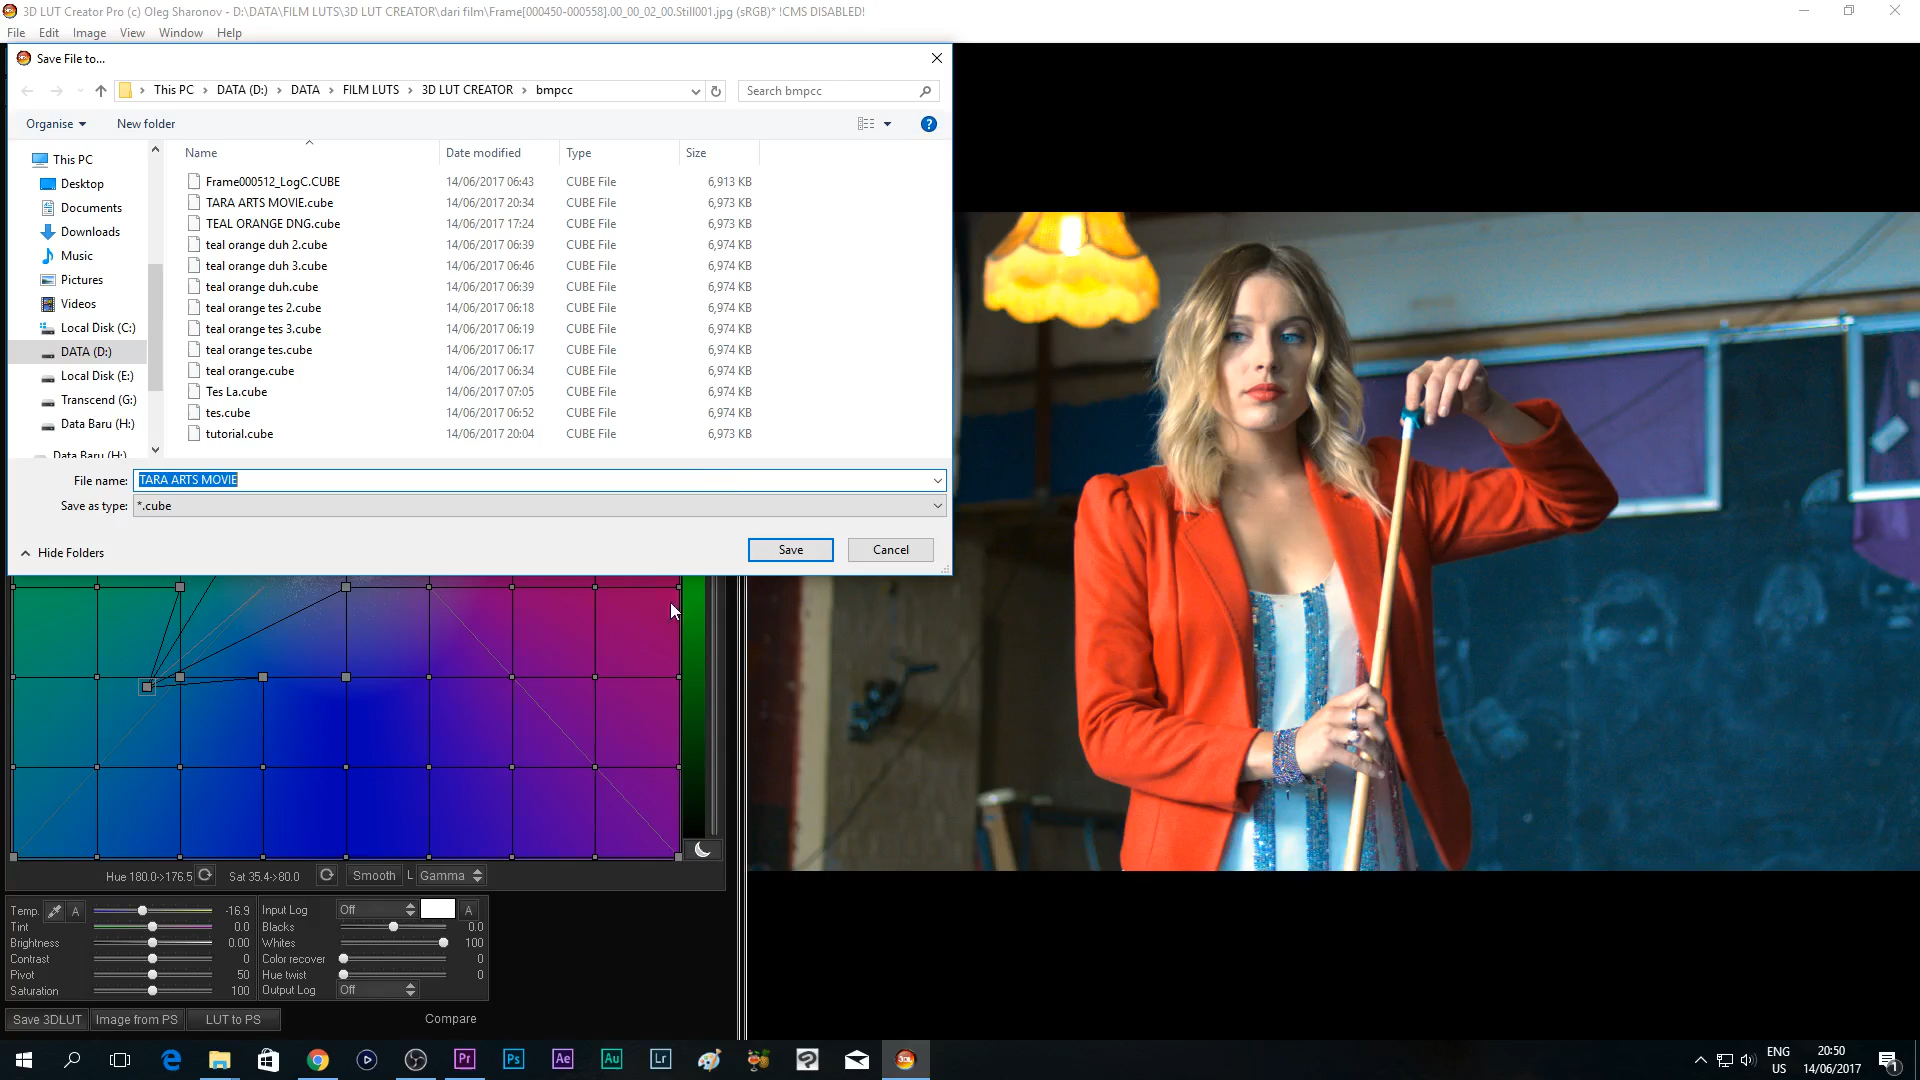 3D LUT Creator Pro (c) Oleg Sharonov - D:\DATA\FILM LUTS\3D LUT CREATOR\dari film\Frame[000450-000558].00_00_02_00.Still001.jpg (sRGB)* !CMS DISABLED!
File Edit Image View Window Help
Save File to...
This PC > DATA (D:) > DATA > FILM LUTS > 3D LUT CREATOR > bmpcc
Search bmpcc
Organise New folder
?
This PC
Desktop
Documents
Downloads
Music
Pictures
Videos
Local Disk (C:)
DATA (D:)
Local Disk (E:)
Transcend (G:)
Data Baru (H:)
Data Baru (H:)
Name Date modified Type Size
Frame000512_LogC.CUBE 14/06/2017 06:43 CUBE File 6,913 KB
TARA ARTS MOVIE.cube 14/06/2017 20:34 CUBE File 6,973 KB
TEAL ORANGE DNG.cube 14/06/2017 17:24 CUBE File 6,973 KB
teal orange duh 2.cube 14/06/2017 06:39 CUBE File 6,974 KB
teal orange duh 3.cube 14/06/2017 06:46 CUBE File 6,974 KB
teal orange duh.cube 14/06/2017 06:39 CUBE File 6,974 KB
teal orange tes 2.cube 14/06/2017 06:18 CUBE File 6,974 KB
teal orange tes 3.cube 14/06/2017 06:19 CUBE File 6,974 KB
teal orange tes.cube 14/06/2017 06:17 CUBE File 6,974 KB
teal orange.cube 14/06/2017 06:34 CUBE File 6,974 KB
Tes La.cube 14/06/2017 07:05 CUBE File 6,974 KB
tes.cube 14/06/2017 06:52 CUBE File 6,974 KB
tutorial.cube 14/06/2017 20:04 CUBE File 6,973 KB
File name: TARA ARTS MOVIE
Save as type: *.cube
Hide Folders
Save Cancel
Hue 180.0->176.5 Sat 35.4->80.0 Smooth L Gamma
Temp. A -16.9 Input Log Off A
Tint 0.0 Blacks 0.0
Brightness 0.00 Whites 100
Contrast 0 Color recover 0
Pivot 50 Hue twist 0
Saturation 100 Output Log Off
Save 3DLUT Image from PS LUT to PS Compare
Pr Ps Ae Au Lr 3DL
ENG
US
20:50
14/06/2017
1